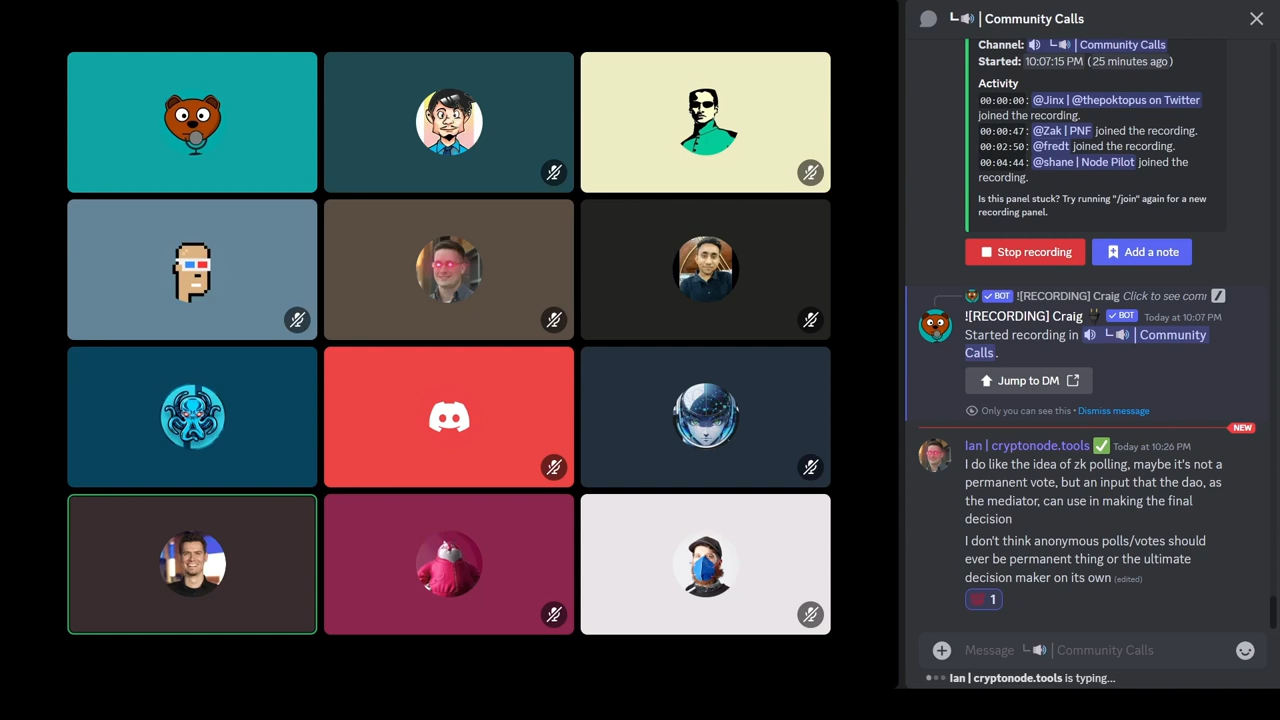 └🔊 | Community Calls
Channel: 🔊 └🔊 | Community Calls
Started: 10:07:15 PM (25 minutes ago)
Activity
00:00:00: @Jinx | @thepoktopus on Twitter
joined the recording.
00:00:47: @Zak | PNF joined the recording.
00:02:50: @fredt joined the recording.
00:04:44: @shane | Node Pilot joined the
recording.
Is this panel stuck? Try running "/join" again for a new
recording panel.
Stop recording
Add a note
✓ BOT ![RECORDING] Craig Click to see comi
![RECORDING] Craig ✓ BOT Today at 10:07 PM
Started recording in 🔊 └🔊 | Community
Calls.
Jump to DM
Only you can see this • Dismiss message
NEW
Ian | cryptonode.tools ✅ Today at 10:26 PM
I do like the idea of zk polling, maybe it's not a
permanent vote, but an input that the dao, as
the mediator, can use in making the final
decision
I don't think anonymous polls/votes should
ever be permanent thing or the ultimate
decision maker on its own (edited)
1
Message └🔊 | Community Calls
Ian | cryptonode.tools is typing...